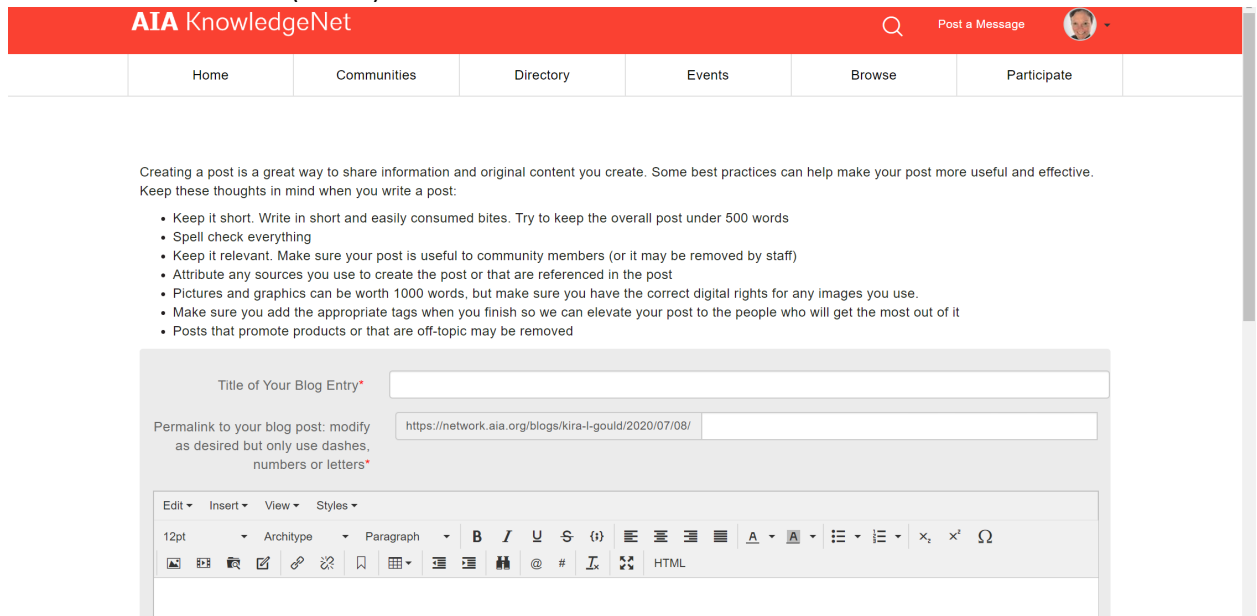 AIA KnowledgeNet
Post a Message
Home Communities Directory Events Browse Participate
Creating a post is a great way to share information and original content you create. Some best practices can help make your post more useful and effective.
Keep these thoughts in mind when you write a post:
• Keep it short. Write in short and easily consumed bites. Try to keep the overall post under 500 words
• Spell check everything
• Keep it relevant. Make sure your post is useful to community members (or it may be removed by staff)
• Attribute any sources you use to create the post or that are referenced in the post
• Pictures and graphics can be worth 1000 words, but make sure you have the correct digital rights for any images you use.
• Make sure you add the appropriate tags when you finish so we can elevate your post to the people who will get the most out of it
• Posts that promote products or that are off-topic may be removed
Title of Your Blog Entry*
Permalink to your blog post: modify
as desired but only use dashes,
numbers or letters*
https://network.aia.org/blogs/kira-l-gould/2020/07/08/
Edit Insert View Styles
12pt Architype Paragraph B I U S {;} A A x₂ x² Ω
@ # Tx HTML